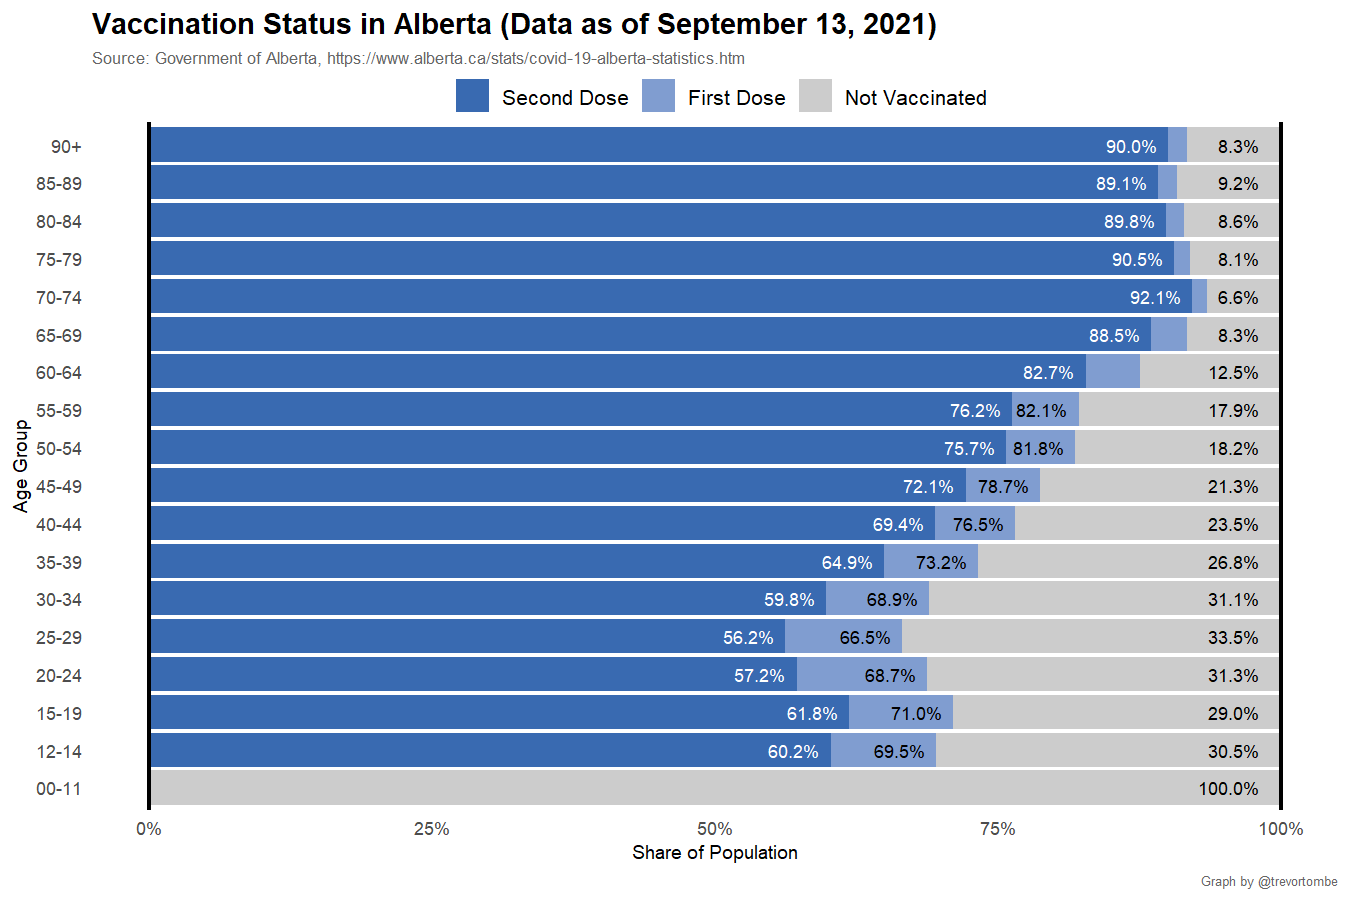 Vaccination Status in Alberta (Data as of September 13, 2021)
Source: Government of Alberta, https://www.alberta.ca/stats/covid-19-alberta-statistics.htm
Second Dose First Dose Not Vaccinated
90+ 90.0% 8.3%
85-89 89.1% 9.2%
80-84 89.8% 8.6%
75-79 90.5% 8.1%
70-74 92.1% 6.6%
65-69 88.5% 8.3%
60-64 82.7% 12.5%
55-59 76.2% 82.1% 17.9%
50-54 75.7% 81.8% 18.2%
45-49 72.1% 78.7% 21.3%
40-44 69.4% 76.5% 23.5%
35-39 64.9% 73.2% 26.8%
30-34 59.8% 68.9% 31.1%
25-29 56.2% 66.5% 33.5%
20-24 57.2% 68.7% 31.3%
15-19 61.8% 71.0% 29.0%
12-14 60.2% 69.5% 30.5%
00-11 100.0%
Age Group
0% 25% 50% 75% 100%
Share of Population
Graph by @trevortombe